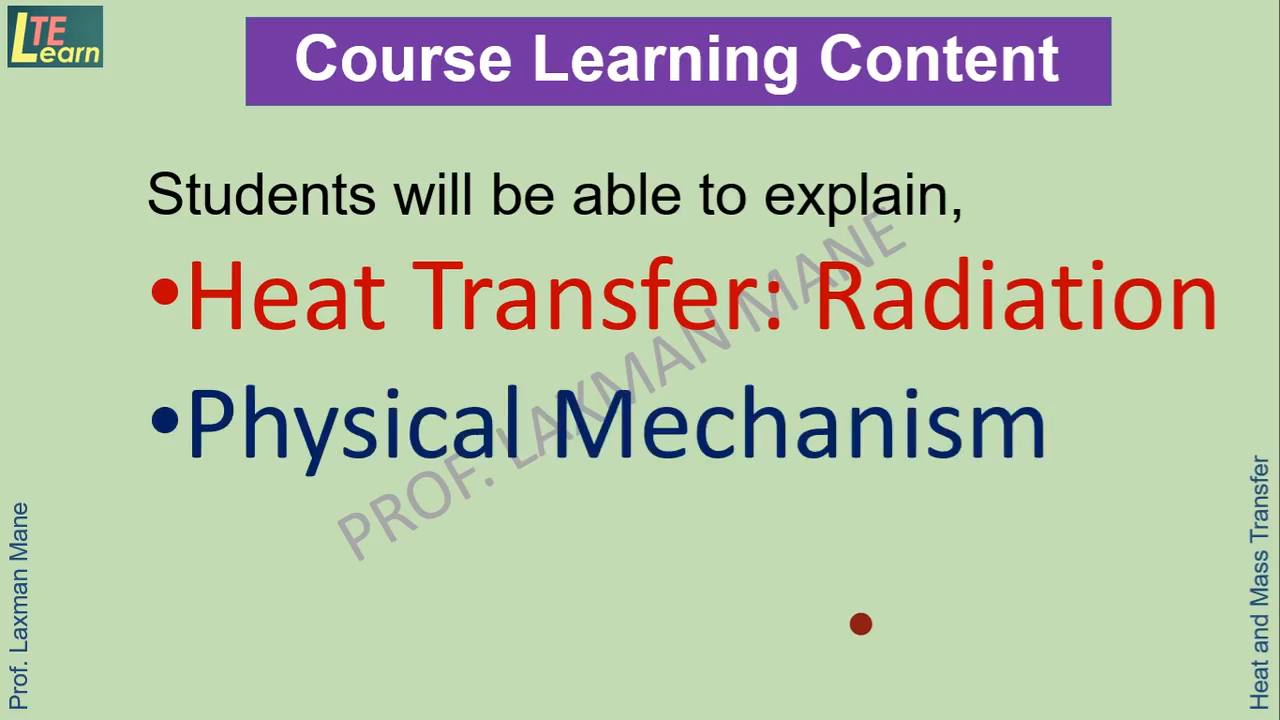 LTE Learn
Course Learning Content
Students will be able to explain,
•Heat Transfer: Radiation
•Physical Mechanism
PROF. LAXMAN MANE
Prof. Laxman Mane
Heat and Mass Transfer